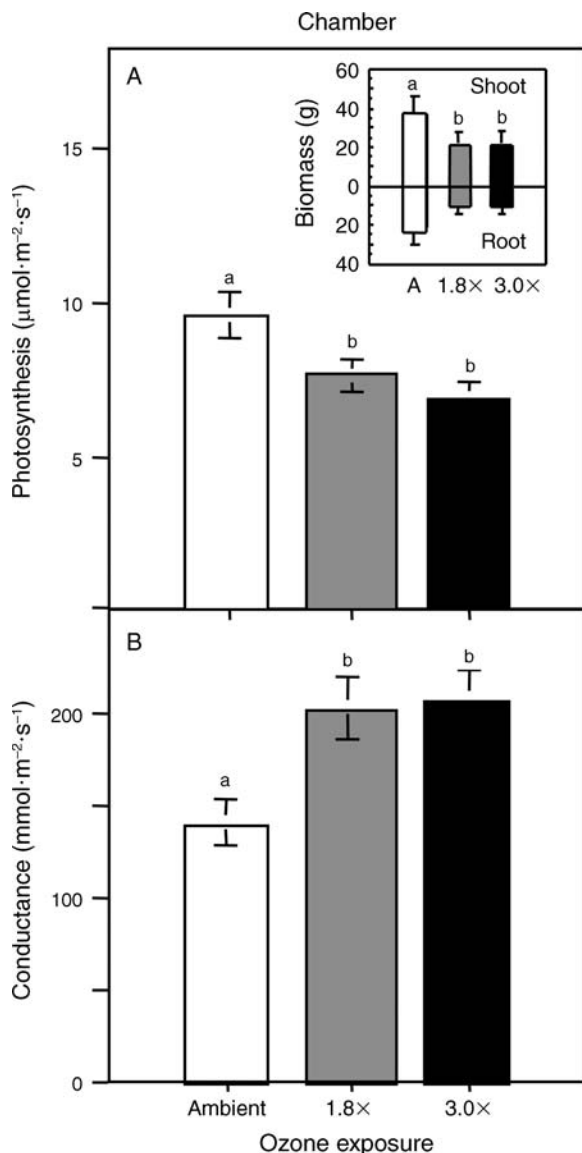 Chamber
A
Photosynthesis (μmol·m⁻²·s⁻¹)
15
10
5
a
b
b
Biomass (g)
60
40
20
0
20
40
Shoot
a
b
b
Root
A 1.8× 3.0×
B
Conductance (mmol·m⁻²·s⁻¹)
200
100
0
a
b
b
Ambient 1.8× 3.0×
Ozone exposure